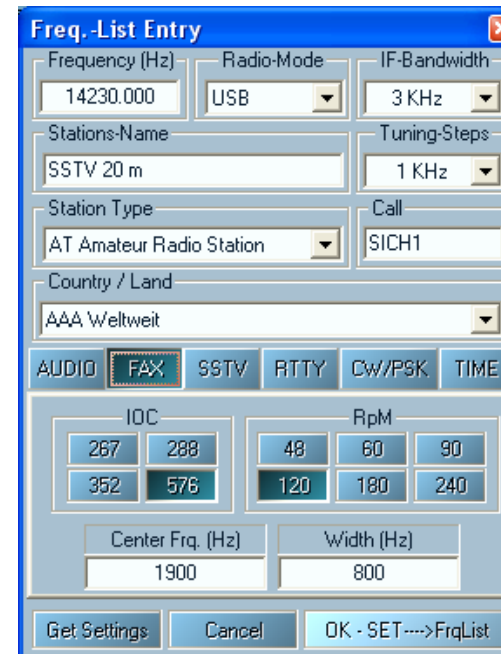 Freq.-List Entry
Frequency (Hz) Radio-Mode IF-Bandwidth
14230.000 USB 3 KHz
Stations-Name Tuning-Steps
SSTV 20 m 1 KHz
Station Type Call
AT Amateur Radio Station SICH1
Country / Land
AAA Weltweit
AUDIO FAX SSTV RTTY CW/PSK TIME
IOC RpM
267 288 48 60 90
352 576 120 180 240
Center Frq. (Hz) Width (Hz)
1900 800
Get Settings Cancel OK - SET---->FrqList